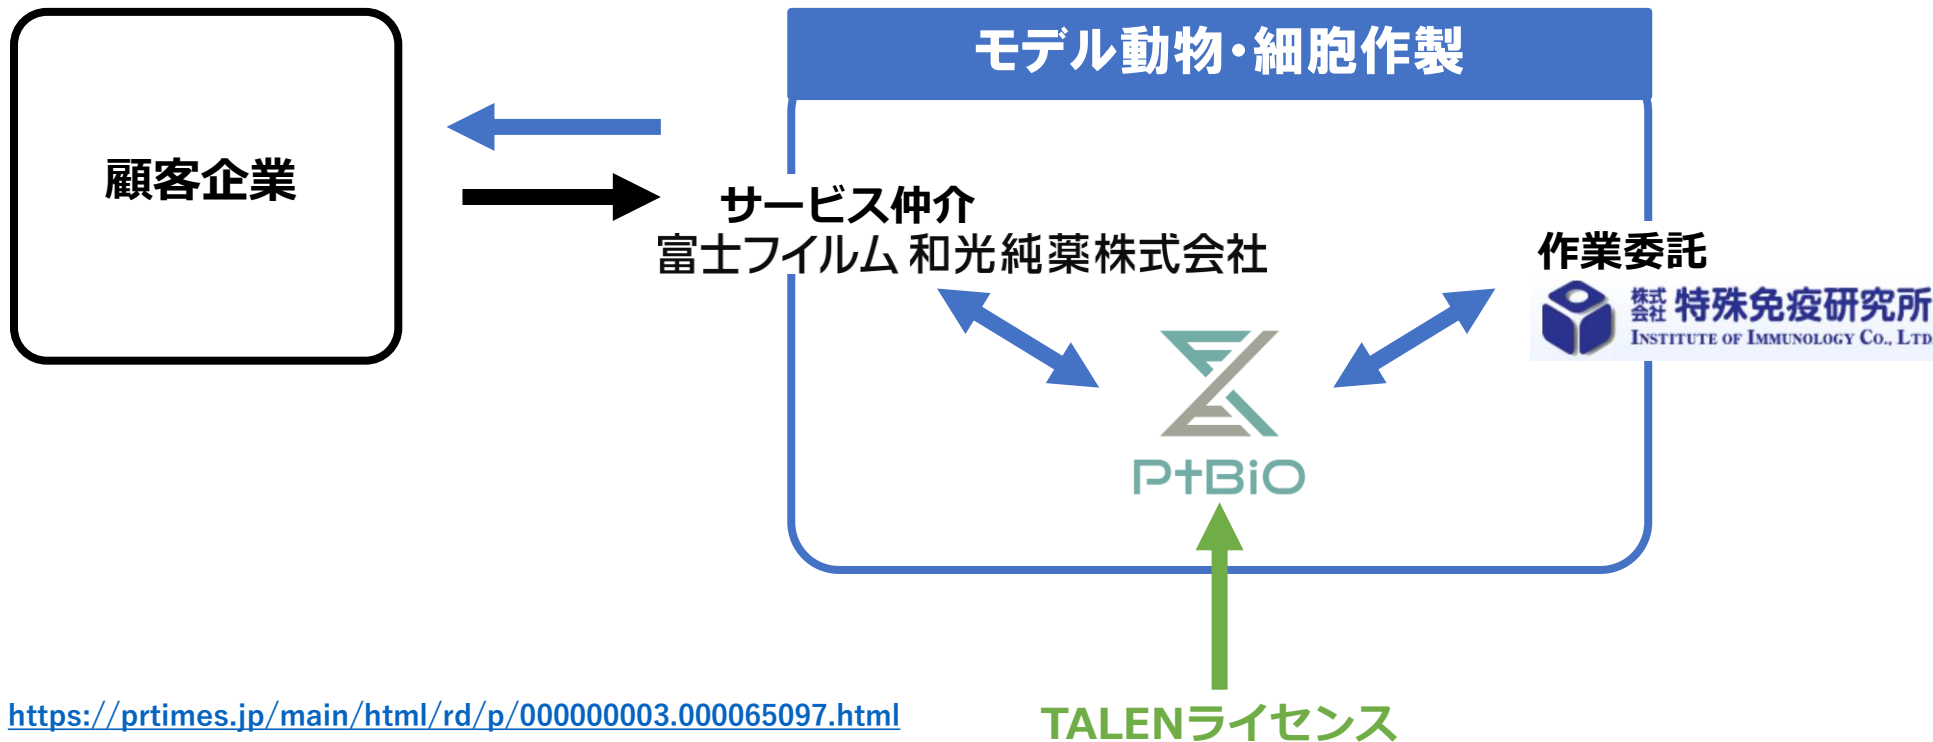 モデル動物・細胞作製
顧客企業
サービス仲介
富士フイルム 和光純薬株式会社
作業委託
株式会社 特殊免疫研究所
INSTITUTE OF IMMUNOLOGY CO., LTD.
PtBiO
https://prtimes.jp/main/html/rd/p/000000003.000065097.html
TALENライセンス